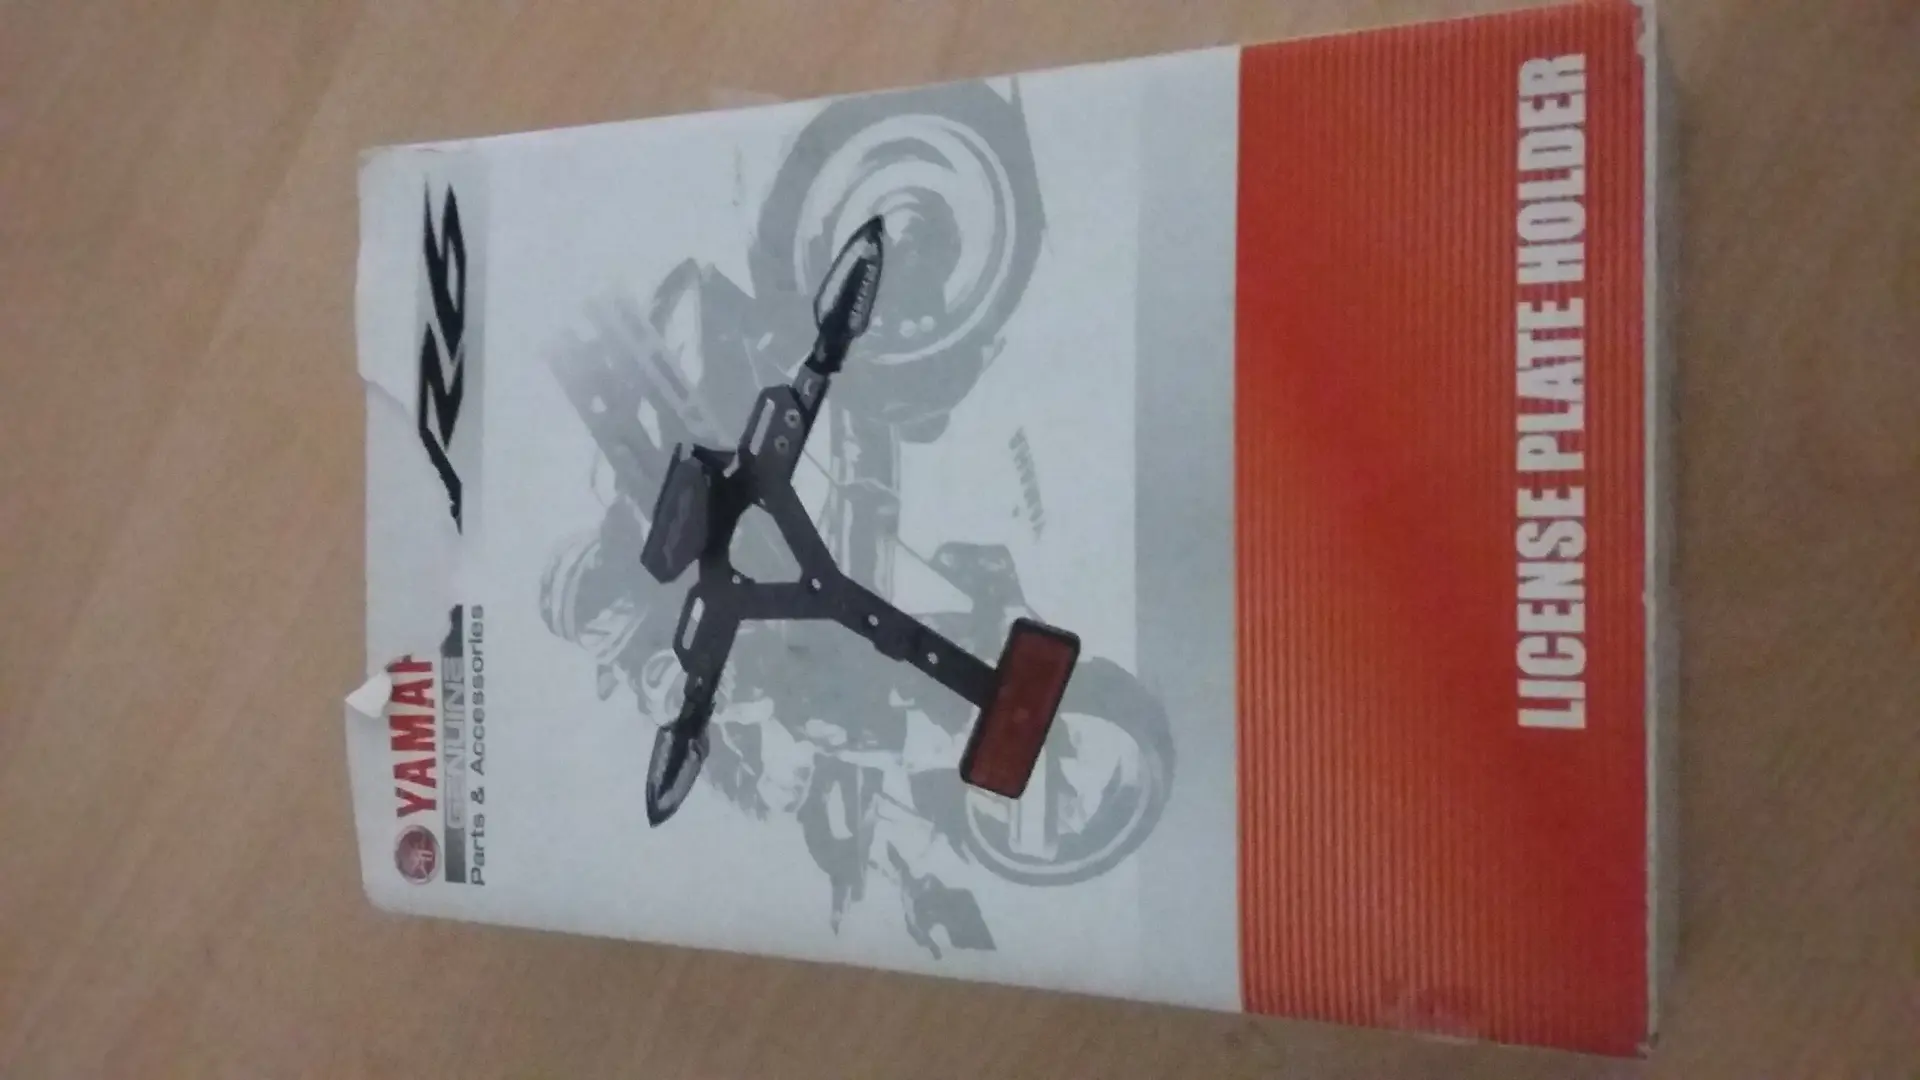 YAMAH
GENUINE
Parts & Accessories
R6
LICENSE PLATE HOLDER